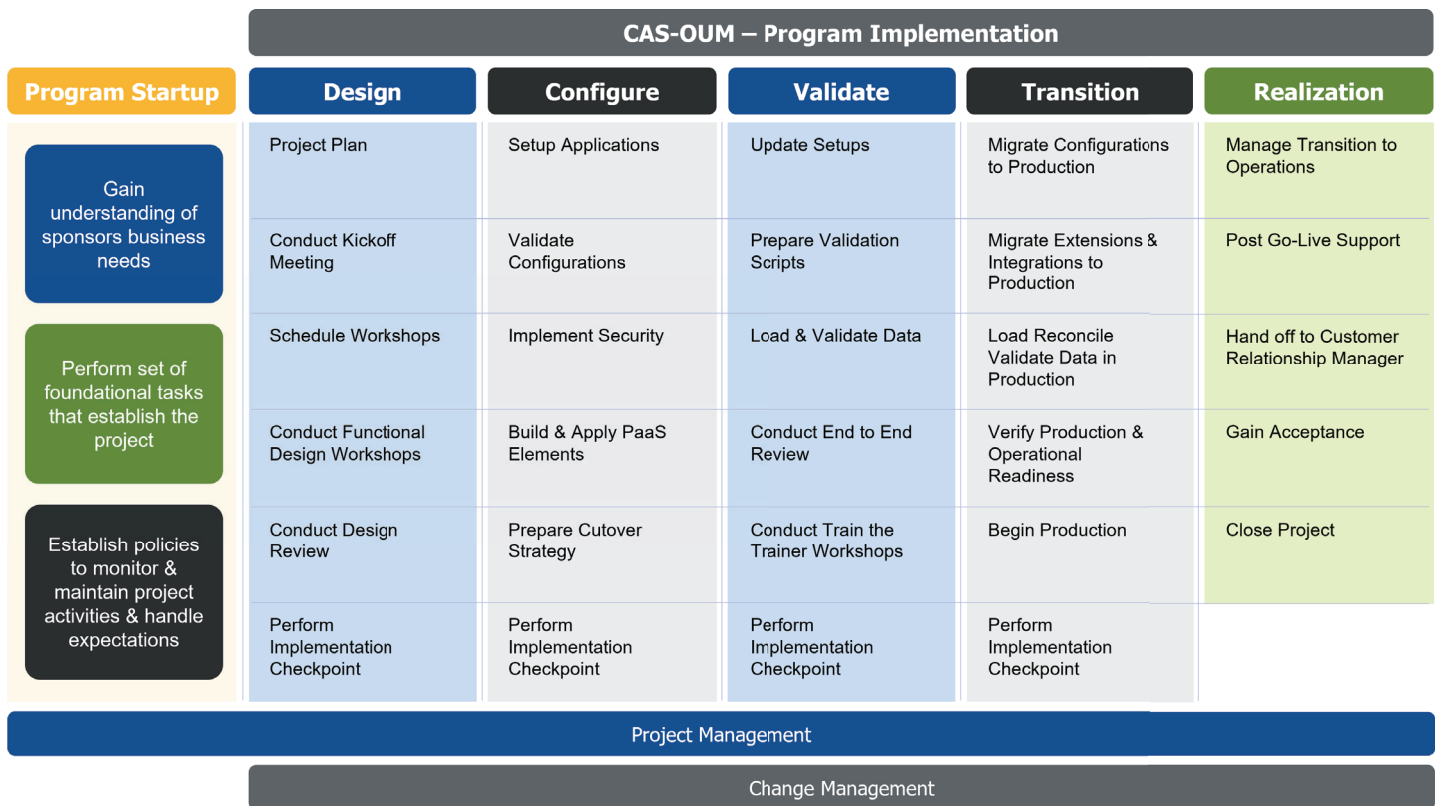 CAS-OUM – Program Implementation
Program Startup
Design
Configure
Validate
Transition
Realization
Gain
understanding of
sponsors business
needs
Perform set of
foundational tasks
that establish the
project
Establish policies
to monitor &
maintain project
activities & handle
expectations
Project Plan
Conduct Kickoff
Meeting
Schedule Workshops
Conduct Functional
Design Workshops
Conduct Design
Review
Perform
Implementation
Checkpoint
Setup Applications
Validate
Configurations
Implement Security
Build & Apply PaaS
Elements
Prepare Cutover
Strategy
Perform
Implementation
Checkpoint
Update Setups
Prepare Validation
Scripts
Load & Validate Data
Conduct End to End
Review
Conduct Train the
Trainer Workshops
Perform
Implementation
Checkpoint
Migrate Configurations
to Production
Migrate Extensions &
Integrations to
Production
Load Reconcile
Validate Data in
Production
Verify Production &
Operational
Readiness
Begin Production
Perform
Implementation
Checkpoint
Manage Transition to
Operations
Post Go-Live Support
Hand off to Customer
Relationship Manager
Gain Acceptance
Close Project
Project Management
Change Management